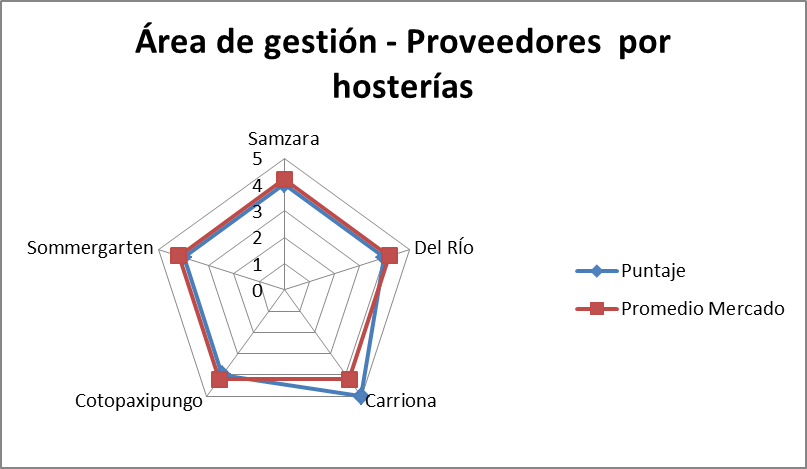 Área de gestión - Proveedores  por
hosterías
Samzara
5
4
3
2
1
0
Del RÍo
Carriona
Cotopaxipungo
Sommergarten
Puntaje
Promedio Mercado